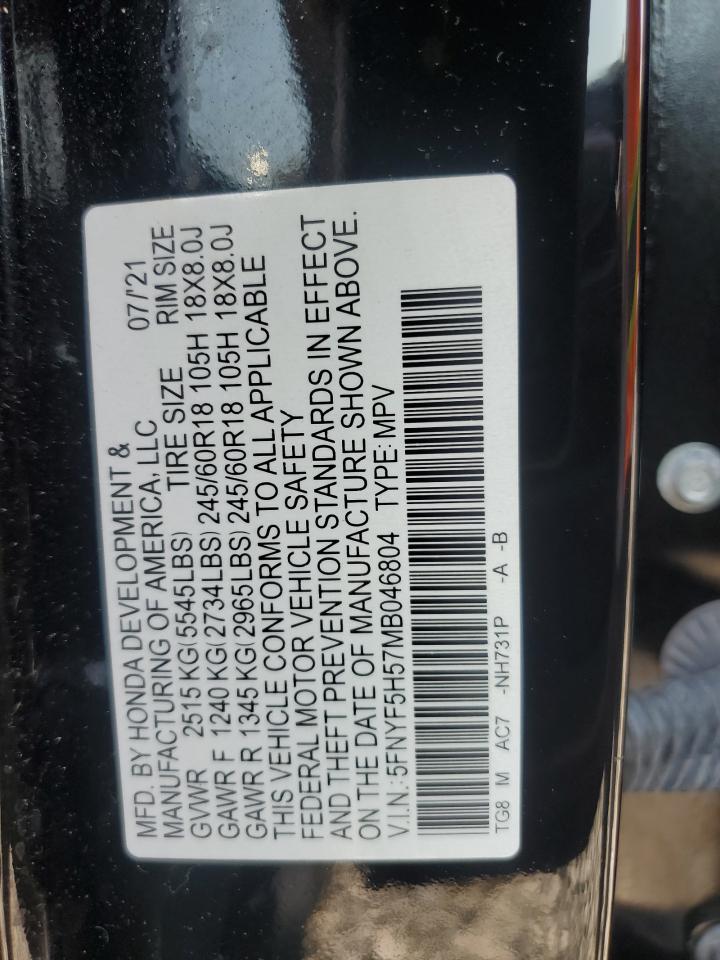 MFD. BY HONDA DEVELOPMENT &
MANUFACTURING OF AMERICA, LLC 07/'21
GVWR 2515 KG(5545LBS) TIRE SIZE RIM SIZE
GAWR F 1240 KG(2734LBS) 245/60R18 105H 18X8.0J
GAWR R 1345 KG(2965LBS) 245/60R18 105H 18X8.0J
THIS VEHICLE CONFORMS TO ALL APPLICABLE
FEDERAL MOTOR VEHICLE SAFETY
AND THEFT PREVENTION STANDARDS IN EFFECT
ON THE DATE OF MANUFACTURE SHOWN ABOVE.
V.I.N.: 5FNYF5H57MB046804 TYPE: MPV
TG8 M AC7 -NH731P -A -B